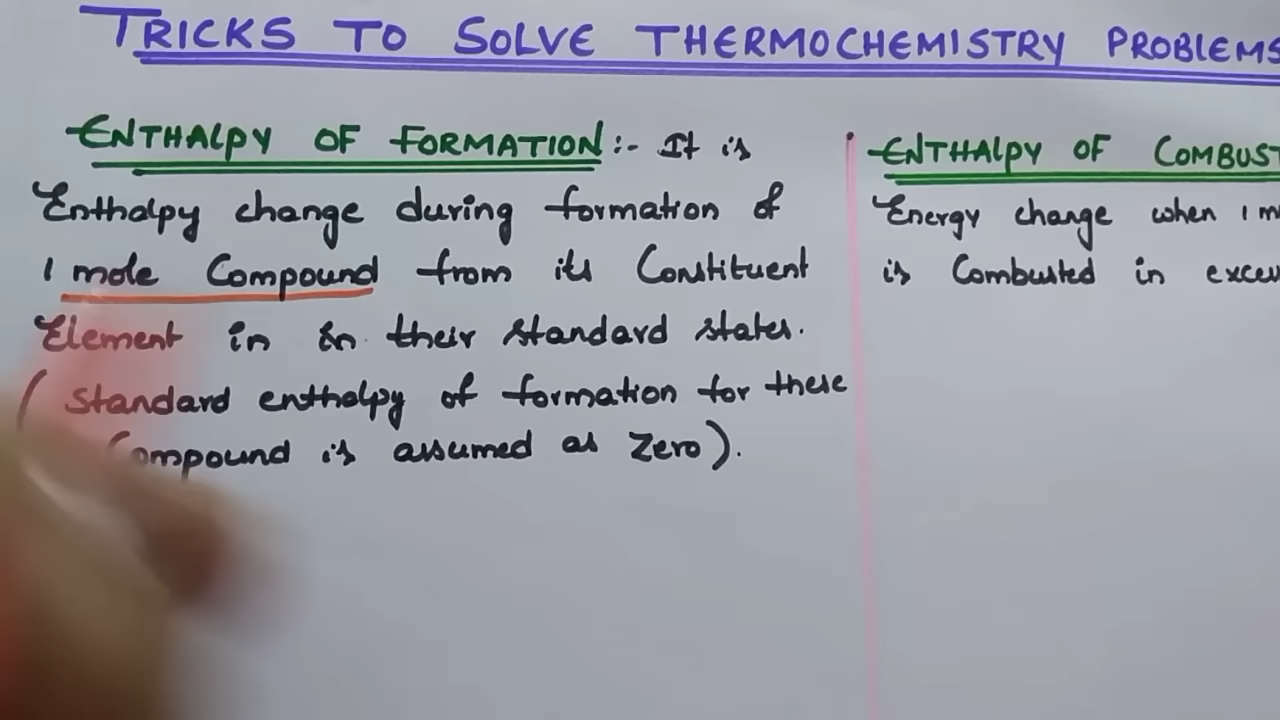 TRICKS TO SOLVE THERMOCHEMISTRY PROBLEMS
ENTHALPY OF FORMATION :- It is
Enthalpy change during formation of
1 mole Compound from its Constituent
Element in in their standard states.
(Standard enthalpy of formation for these
Compound is assumed as Zero).
ENTHALPY OF COMBUST
Energy change when 1 m
is Combusted in exces